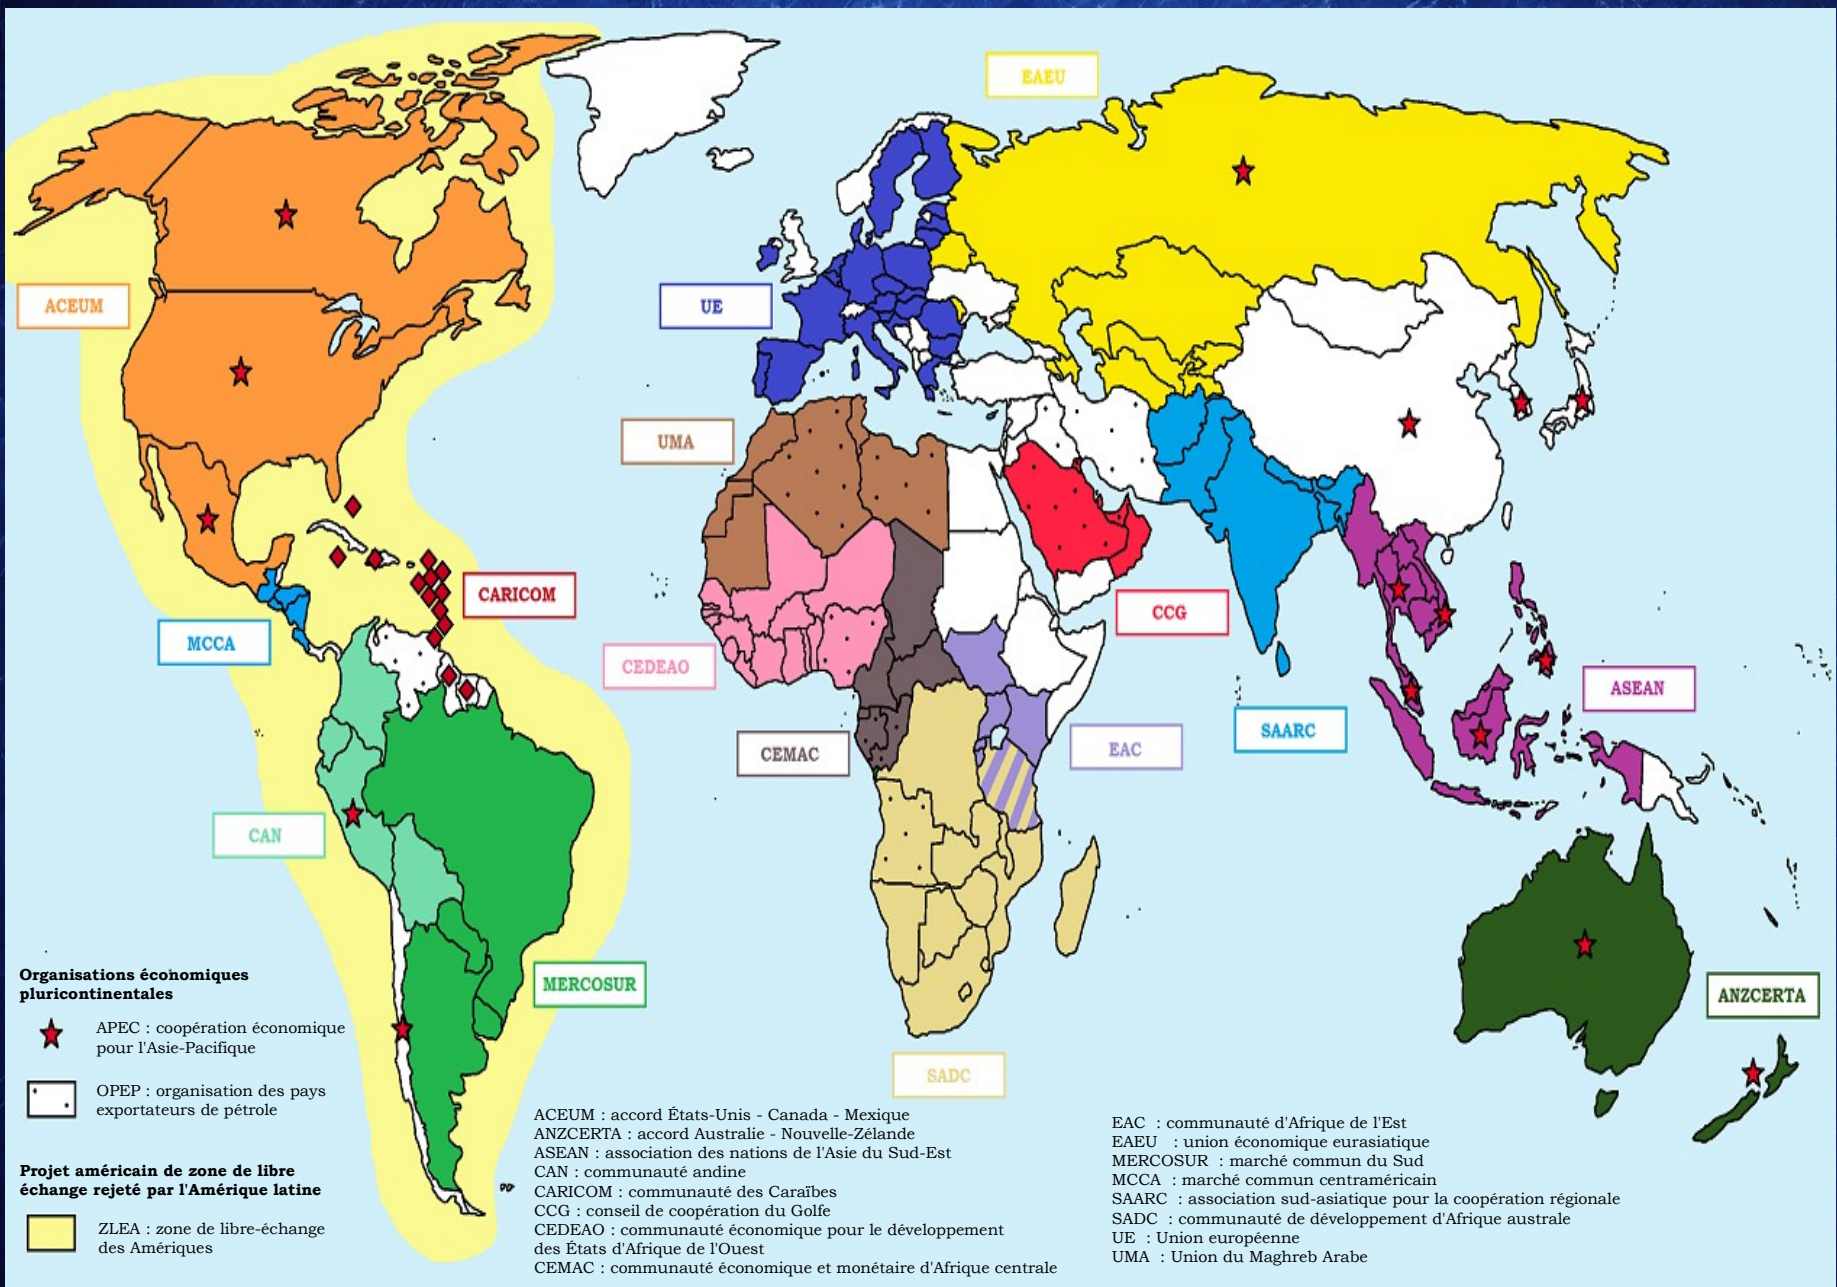 EAEU
ACEUM
UE
UMA
CARICOM
CCG
MCCA
CEDEAO
ASEAN
SAARC
CEMAC
EAC
CAN
MERCOSUR
ANZCERTA
SADC
Organisations économiques
pluricontinentales
APEC : coopération économique
pour l'Asie-Pacifique
OPEP : organisation des pays
exportateurs de pétrole
Projet américain de zone de libre
échange rejeté par l'Amérique latine
ZLEA : zone de libre-échange
des Amériques
ACEUM : accord États-Unis - Canada - Mexique
ANZCERTA : accord Australie - Nouvelle-Zélande
ASEAN : association des nations de l'Asie du Sud-Est
CAN : communauté andine
CARICOM : communauté des Caraïbes
CCG : conseil de coopération du Golfe
CEDEAO : communauté économique pour le développement
des États d'Afrique de l'Ouest
CEMAC : communauté économique et monétaire d'Afrique centrale
EAC : communauté d'Afrique de l'Est
EAEU : union économique eurasiatique
MERCOSUR : marché commun du Sud
MCCA : marché commun centraméricain
SAARC : association sud-asiatique pour la coopération régionale
SADC : communauté de développement d'Afrique australe
UE : Union européenne
UMA : Union du Maghreb Arabe